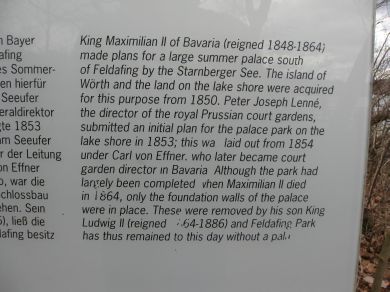 n Bayer
afing
es Sommer-
en hierfür
Seeufer
eraldirektor
gte 1853
am Seeufer
r der Leitung
on Effner
o, war die
chlossbau
ehen. Sein
), ließ die
dafing besitz
King Maximilian II of Bavaria (reigned 1848-1864)
made plans for a large summer palace south
of Feldafing by the Starnberger See. The island of
Wörth and the land on the lake shore were acquired
for this purpose from 1850. Peter Joseph Lenné,
the director of the royal Prussian court gardens,
submitted an initial plan for the palace park on the
lake shore in 1853; this wa laid out from 1854
under Carl von Effner. who later became court
garden director in Bavaria Although the park had
largely been completed hen Maximilian II died
in 1864, only the foundation walls of the palace
were in place. These were removed by his son King
Ludwig II (reigned 64-1886) and Feldafing Park
has thus remained to this day without a pala